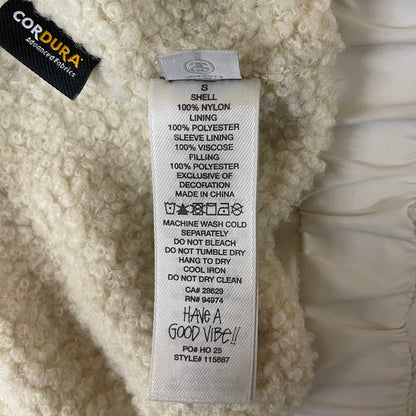 CORDURA
Advanced Fabrics
S
SHELL
100% NYLON
LINING
100% POLYESTER
SLEEVE LINING
100% VISCOSE
FILLING
100% POLYESTER
EXCLUSIVE OF
DECORATION
MADE IN CHINA
MACHINE WASH COLD
SEPARATELY
DO NOT BLEACH
DO NOT TUMBLE DRY
HANG TO DRY
COOL IRON
DO NOT DRY CLEAN
CA# 28629
RN# 94974
HAVE A
GOOD VIBE!!
PO# HO 25
STYLE# 115887